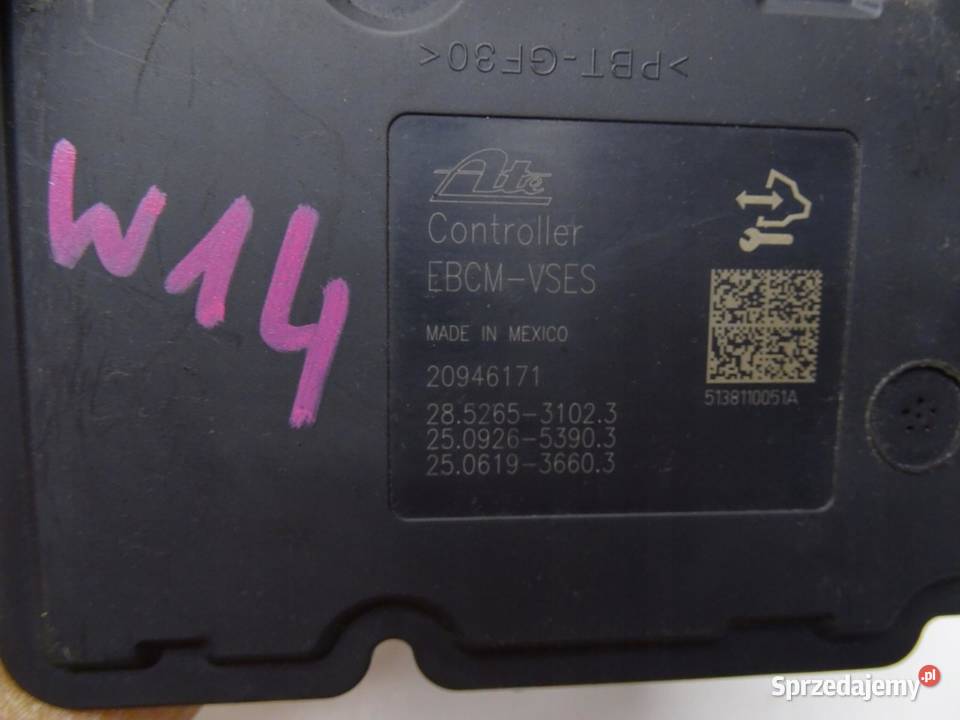 >PBT-GF30<
W14
Ate
Controller
EBCM-VSES
MADE IN MEXICO
20946171
28.5265-3102.3
25.0926-5390.3
25.0619-3660.3
5138110051A
Sprzedajemy.pl